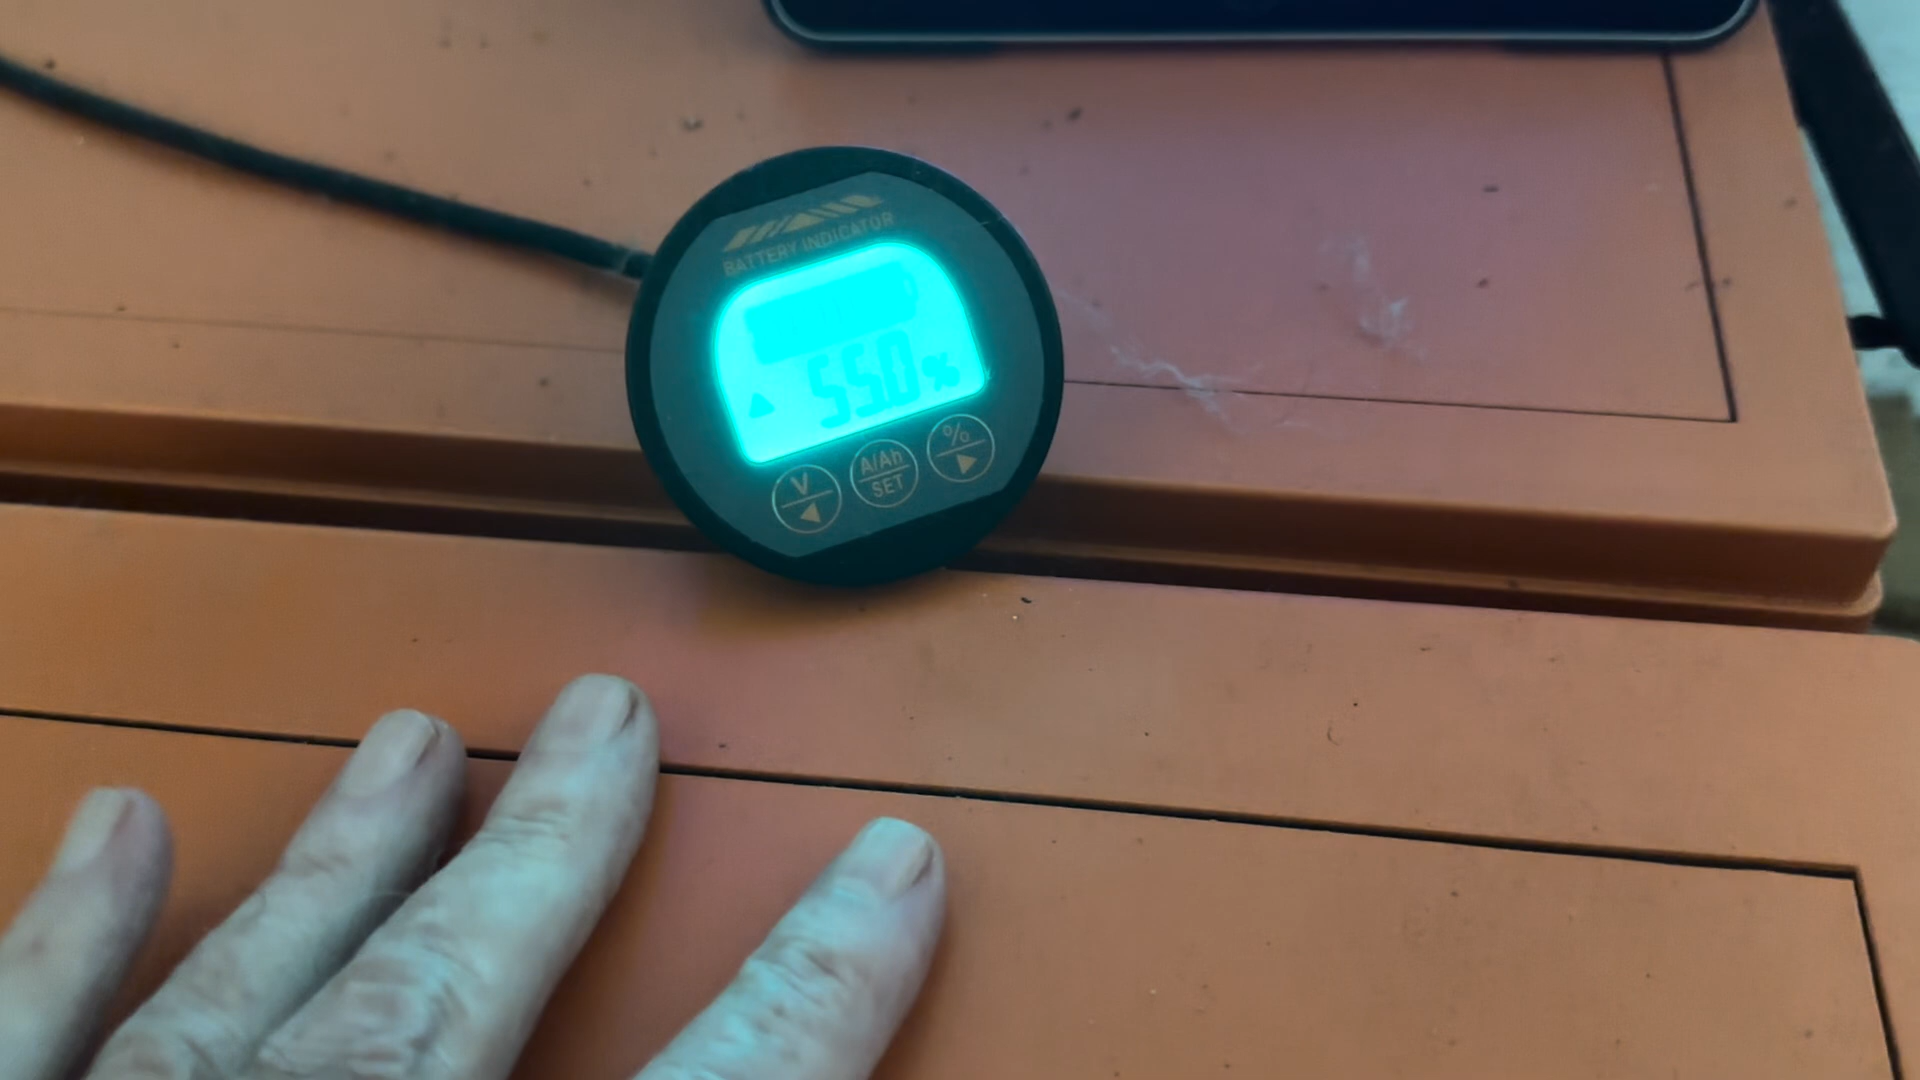 BATTERY INDICATOR
55.0 %
V A/Ah %
SET